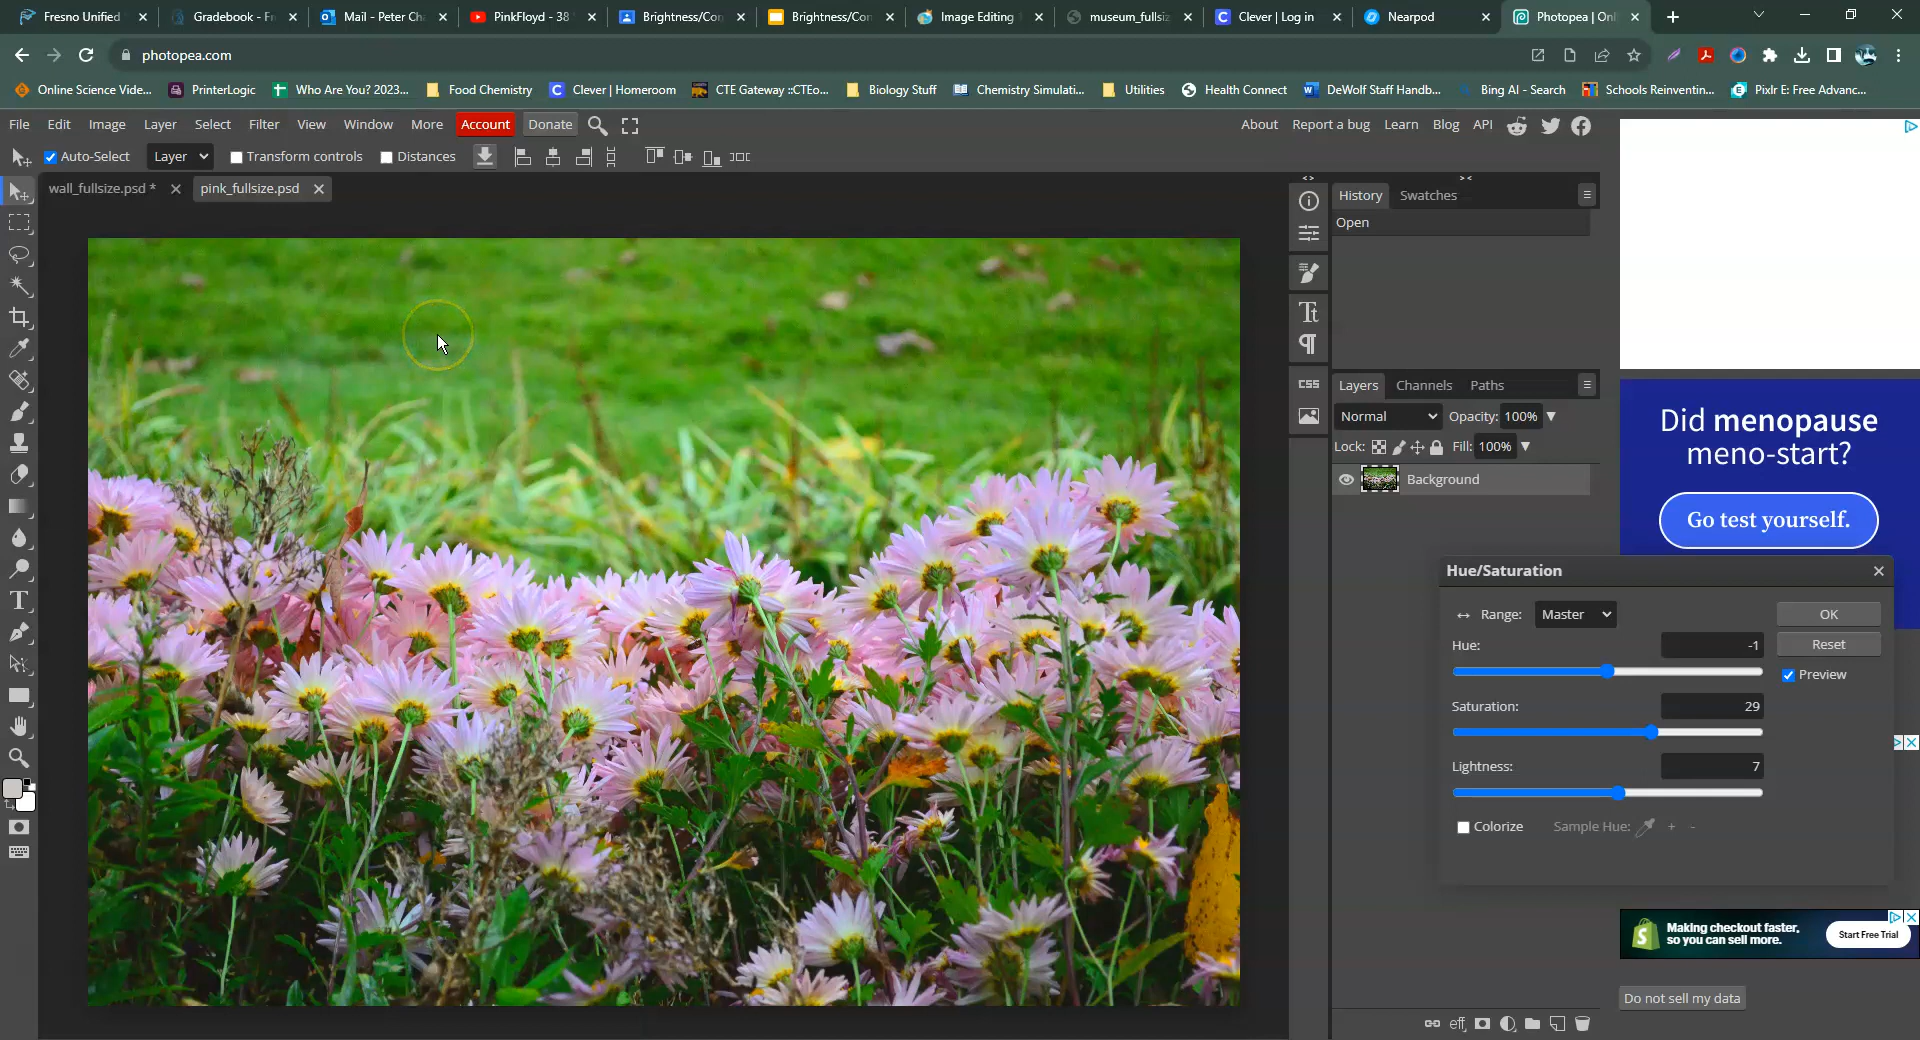 Fresno Unified
Gradebook - Fr
Mail - Peter Ch
PinkFloyd - 38
Brightness/Con
Brightness/Con
Image Editing
museum_fullsiz
Clever | Log in
Nearpod
Photopea | Onl
photopea.com
Online Science Vide...
PrinterLogic
Who Are You? 2023...
Food Chemistry
Clever | Homeroom
CTE Gateway ::CTEo...
Biology Stuff
Chemistry Simulati...
Utilities
Health Connect
DeWolf Staff Handb...
Bing AI - Search
Schools Reinventin...
Pixlr E: Free Advanc...
File Edit Image Layer Select Filter View Window More Account Donate
About Report a bug Learn Blog API
Auto-Select Layer Transform controls Distances
wall_fullsize.psd *
pink_fullsize.psd
History Swatches
Open
CSS
Layers Channels Paths
Normal Opacity: 100%
Lock: Fill: 100%
Background
eff
Did menopause
meno-start?
Go test yourself.
Hue/Saturation
Range: Master OK
Hue: -1 Reset
Preview
Saturation: 29
Lightness: 7
Colorize Sample Hue: + -
Making checkout faster,
so you can sell more.
Start Free Trial
Do not sell my data